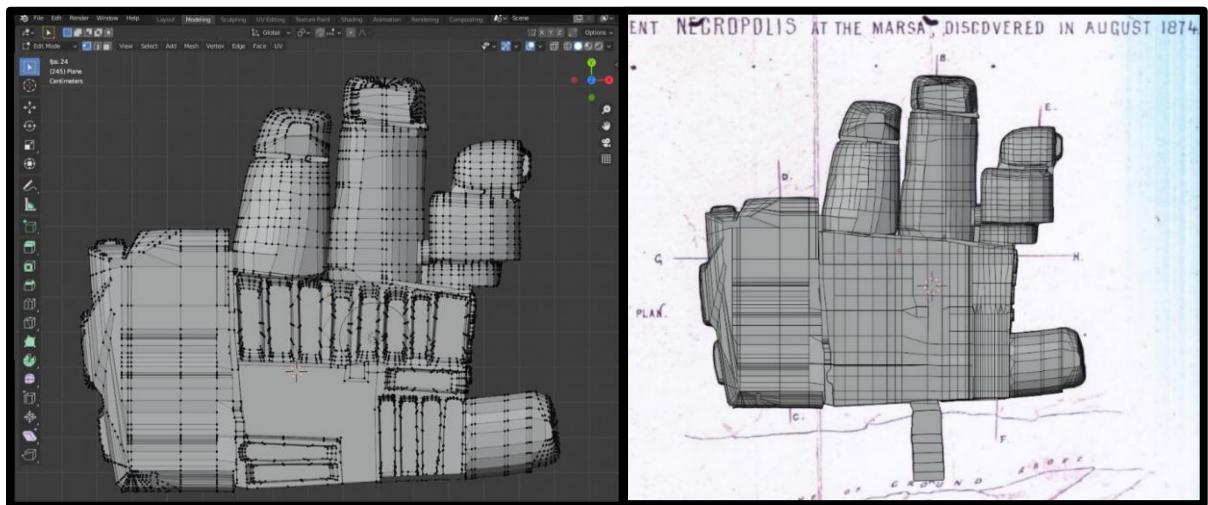 File Edit Render Window Help Layout Modeling Sculpting UV Editing Texture Paint Shading Animation Rendering Compositing Scene
Global Options
Edit Mode View Select Add Mesh Vertex Edge Face UV
fps: 24
(245) Plane
Centimeters
Y
X
Z
ENT NECROPOLIS AT THE MARSA, DISCOVERED IN AUGUST 1874.
B.
E.
D.
G.
H.
PLAN.
C.
F.
OF GROUND